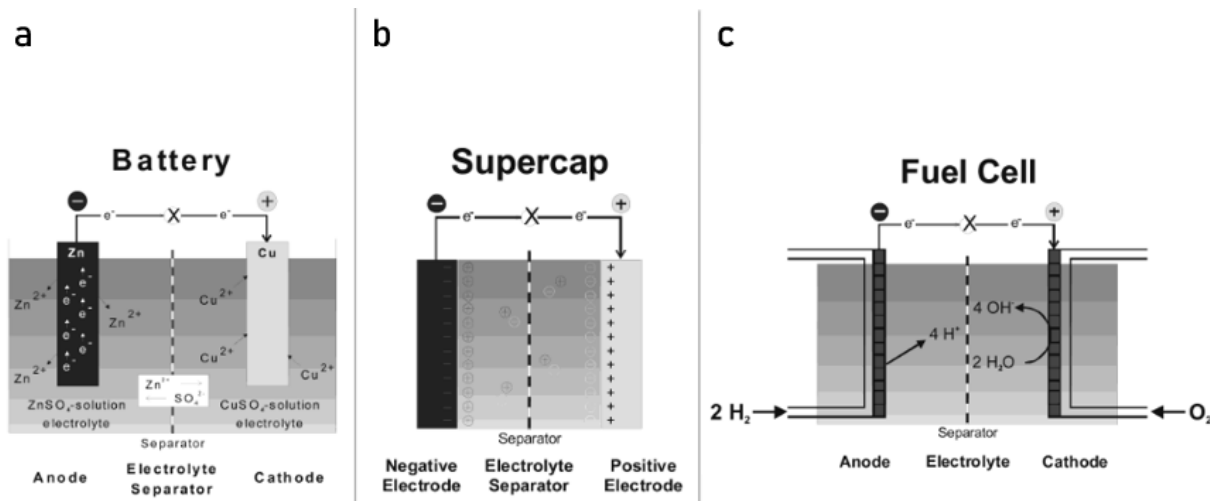 a
Battery
−
+
e⁻ X e⁻
Zn
Cu
e⁻
e⁻
e⁻
e⁻
e⁻
e⁻
e⁻
Zn²⁺
Zn²⁺
Zn²⁺
Cu²⁺
Cu²⁺
Cu²⁺
Zn²⁺
SO₄²⁻
ZnSO₄-solution
electrolyte
CuSO₄-solution
electrolyte
Separator
Anode
Electrolyte
Separator
Cathode
b
Supercap
−
+
e⁻ X e⁻
Separator
Negative
Electrode
Electrolyte
Separator
Positive
Electrode
c
Fuel Cell
−
+
e⁻ X e⁻
4 OH⁻
4 H⁺
2 H₂O
2 H₂
O₂
Separator
Anode
Electrolyte
Cathode